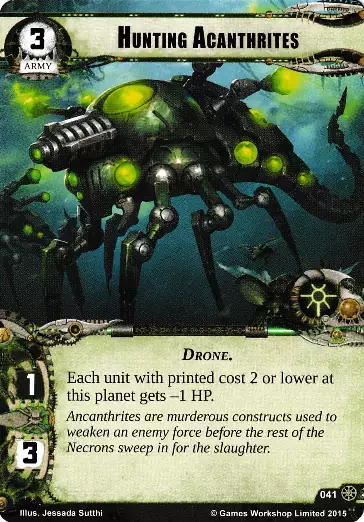 3
ARMY
HUNTING ACANTHRITES
DRONE.
1
3
Each unit with printed cost 2 or lower at
this planet gets –1 HP.
Ancanthrites are murderous constructs used to
weaken an enemy force before the rest of the
Necrons sweep in for the slaughter.
041
Illus. Jessada Sutthi
© Games Workshop Limited 2015